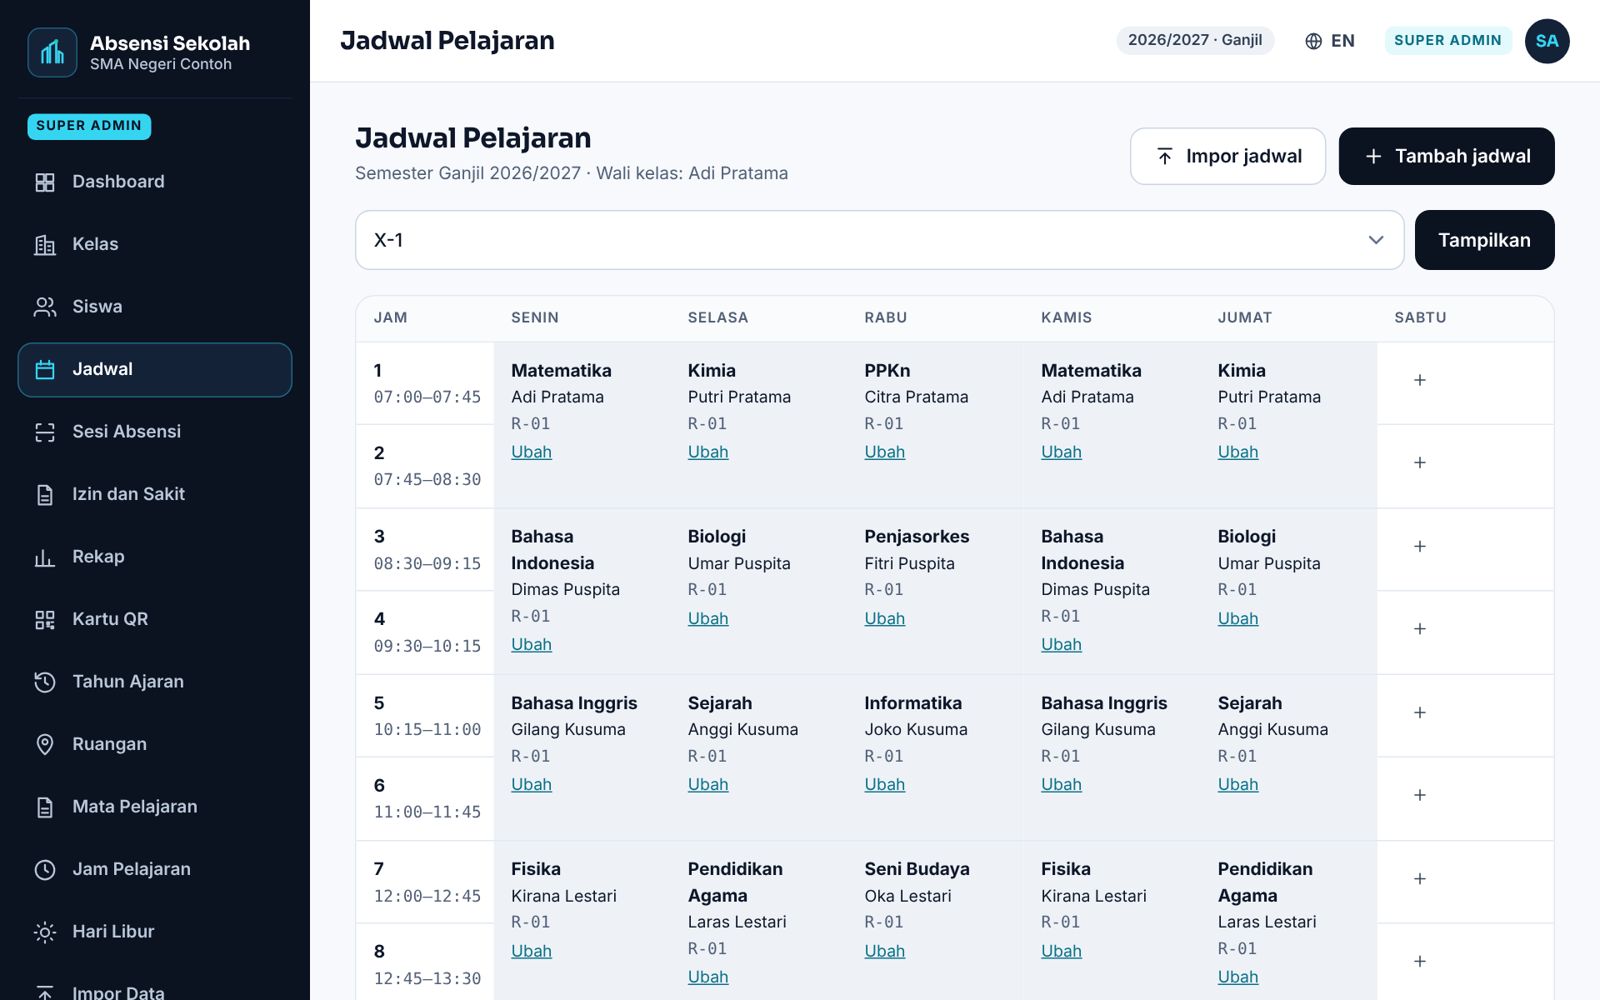 Absensi Sekolah
SMA Negeri Contoh
SUPER ADMIN
Dashboard
Kelas
Siswa
Jadwal
Sesi Absensi
Izin dan Sakit
Rekap
Kartu QR
Tahun Ajaran
Ruangan
Mata Pelajaran
Jam Pelajaran
Hari Libur
Impor Data
Jadwal Pelajaran
2026/2027 · Ganjil
EN
SUPER ADMIN
SA
Jadwal Pelajaran
Semester Ganjil 2026/2027 · Wali kelas: Adi Pratama
Impor jadwal
+ Tambah jadwal
X-1
Tampilkan
JAM SENIN SELASA RABU KAMIS JUMAT SABTU
1 Matematika Kimia PPKn Matematika Kimia +
07:00–07:45 Adi Pratama Putri Pratama Citra Pratama Adi Pratama Putri Pratama
R-01 R-01 R-01 R-01 R-01
2 Ubah Ubah Ubah Ubah Ubah +
07:45–08:30
3 Bahasa Biologi Penjasorkes Bahasa Biologi +
08:30–09:15 Indonesia Umar Puspita Fitri Puspita Indonesia Umar Puspita
Dimas Puspita R-01 R-01 Dimas Puspita R-01
4 R-01 Ubah Ubah R-01 Ubah +
09:30–10:15 Ubah Ubah
5 Bahasa Inggris Sejarah Informatika Bahasa Inggris Sejarah +
10:15–11:00 Gilang Kusuma Anggi Kusuma Joko Kusuma Gilang Kusuma Anggi Kusuma
R-01 R-01 R-01 R-01 R-01
6 Ubah Ubah Ubah Ubah Ubah +
11:00–11:45
7 Fisika Pendidikan Seni Budaya Fisika Pendidikan +
12:00–12:45 Kirana Lestari Agama Oka Lestari Kirana Lestari Agama
R-01 Laras Lestari R-01 R-01 Laras Lestari
8 Ubah R-01 Ubah Ubah R-01 +
12:45–13:30 Ubah Ubah